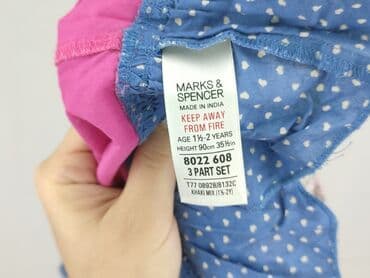 MARKS &
SPENCER
MADE IN INDIA
KEEP AWAY
FROM FIRE
AGE 1½-2 YEARS
HEIGHT 90cm 35½in
8022 608
3 PART SET
T77 0892B/8132C
KHAKI MIX (1½-2Y)